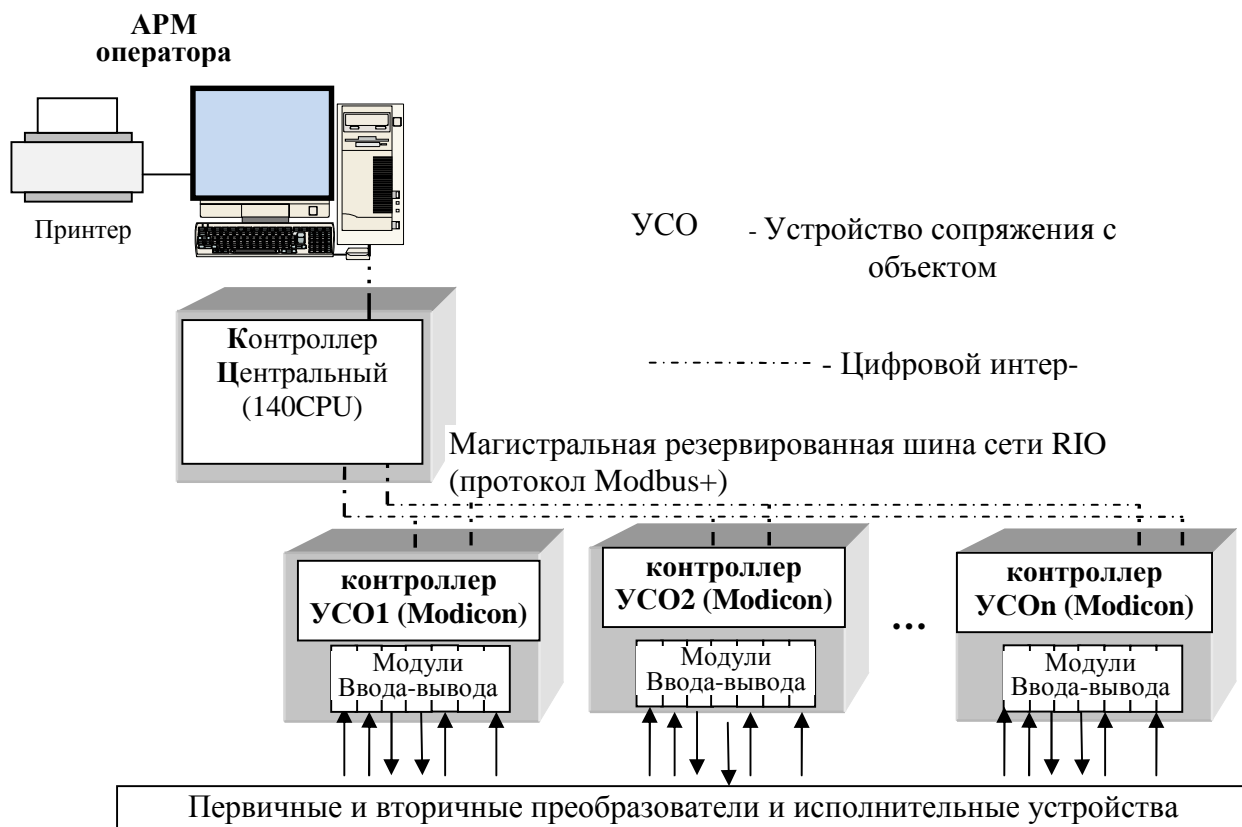 АРМ
оператора
Принтер
УСО - Устройство сопряжения с
объектом
Контроллер
Центральный
(140CPU)
- Цифровой интер-
Магистральная резервированная шина сети RIO
(протокол Modbus+)
контроллер
УСО1 (Modicon)
Модули
Ввода-вывода
контроллер
УСО2 (Modicon)
Модули
Ввода-вывода
...
контроллер
УСОn (Modicon)
Модули
Ввода-вывода
Первичные и вторичные преобразователи и исполнительные устройства